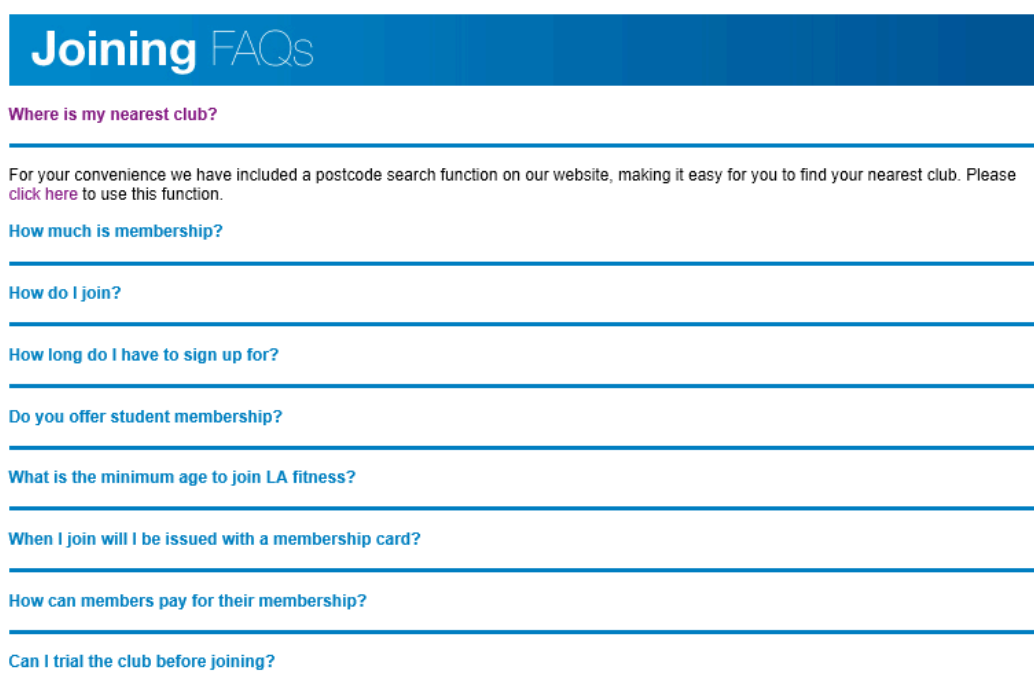 Joining FAQs
Where is my nearest club?
For your convenience we have included a postcode search function on our website, making it easy for you to find your nearest club. Please
click here to use this function.
How much is membership?
How do I join?
How long do I have to sign up for?
Do you offer student membership?
What is the minimum age to join LA fitness?
When I join will I be issued with a membership card?
How can members pay for their membership?
Can I trial the club before joining?